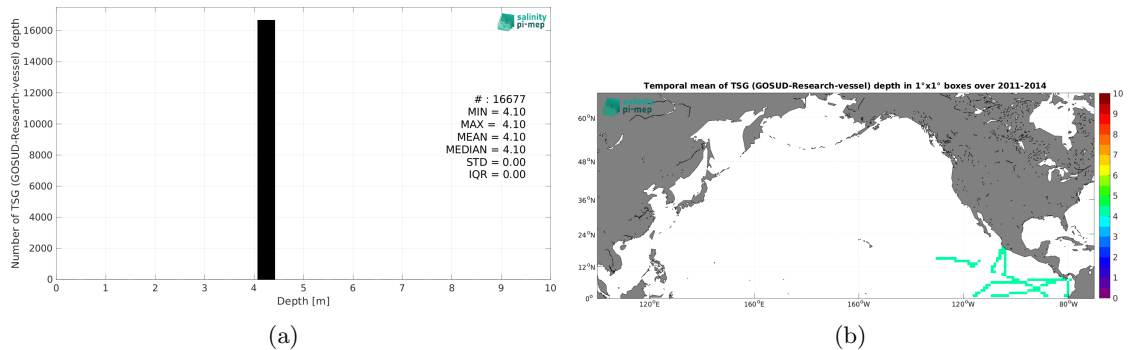 salinity
pi-mep
Number of TSG (GOSUD-Research-vessel) depth
16000
14000
12000
10000
8000
6000
4000
2000
0
# : 16677
MIN = 4.10
MAX = 4.10
MEAN = 4.10
MEDIAN = 4.10
STD = 0.00
IQR = 0.00
0 1 2 3 4 5 6 7 8 9 10
Depth [m]
(a)
Temporal mean of TSG (GOSUD-Research-vessel) depth in 1°x1° boxes over 2011-2014
salinity
pi-mep
60°N
48°N
36°N
24°N
12°N
0°
120°E 160°E 160°W 120°W 80°W
10
9
8
7
6
5
4
3
2
1
0
(b)